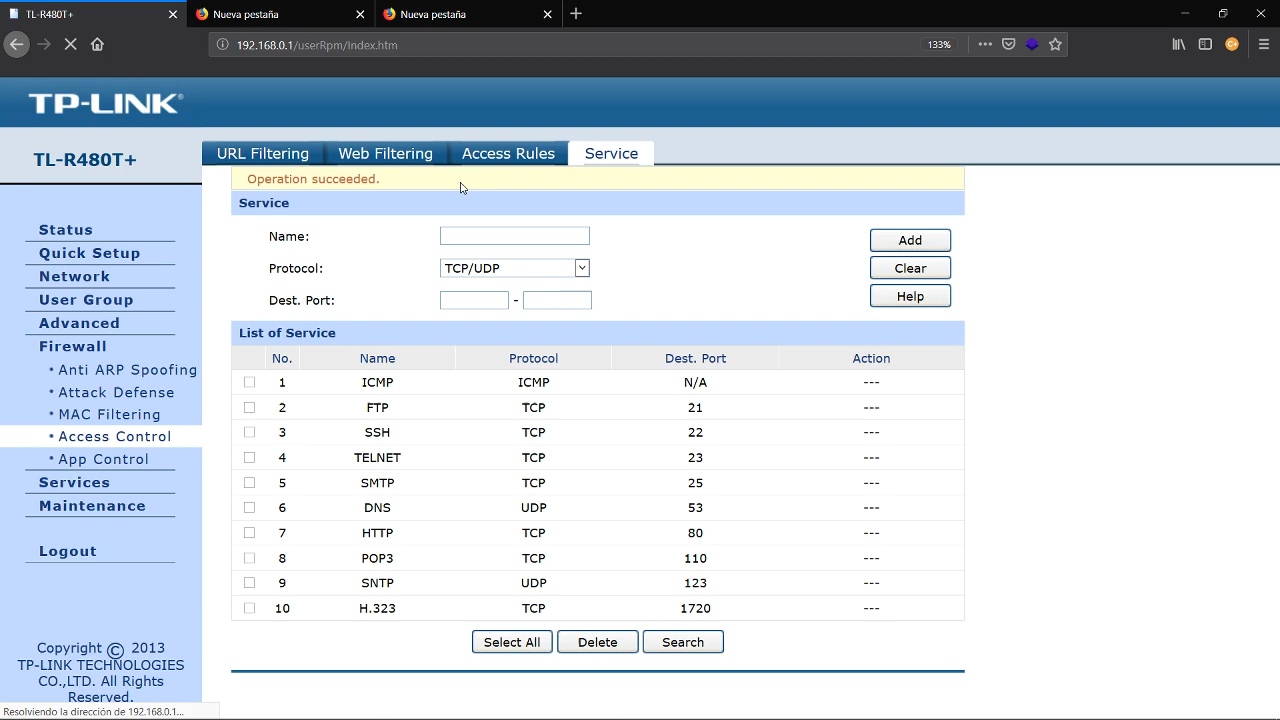 TL-R480T+
Nueva pestaña
Nueva pestaña
192.168.0.1/userRpm/Index.htm
133%
TP-LINK®
TL-R480T+
URL Filtering
Web Filtering
Access Rules
Service
Status
Quick Setup
Network
User Group
Advanced
Firewall
• Anti ARP Spoofing
• Attack Defense
• MAC Filtering
• Access Control
• App Control
Services
Maintenance
Logout
Copyright © 2013
TP-LINK TECHNOLOGIES
CO.,LTD. All Rights
Reserved.
Operation succeeded.
Service
Name:
Add
Protocol: TCP/UDP
Clear
Dest. Port: -
Help
List of Service
No. Name Protocol Dest. Port Action
1 ICMP ICMP N/A ---
2 FTP TCP 21 ---
3 SSH TCP 22 ---
4 TELNET TCP 23 ---
5 SMTP TCP 25 ---
6 DNS UDP 53 ---
7 HTTP TCP 80 ---
8 POP3 TCP 110 ---
9 SNTP UDP 123 ---
10 H.323 TCP 1720 ---
Select All
Delete
Search
Resolviendo la dirección de 192.168.0.1...